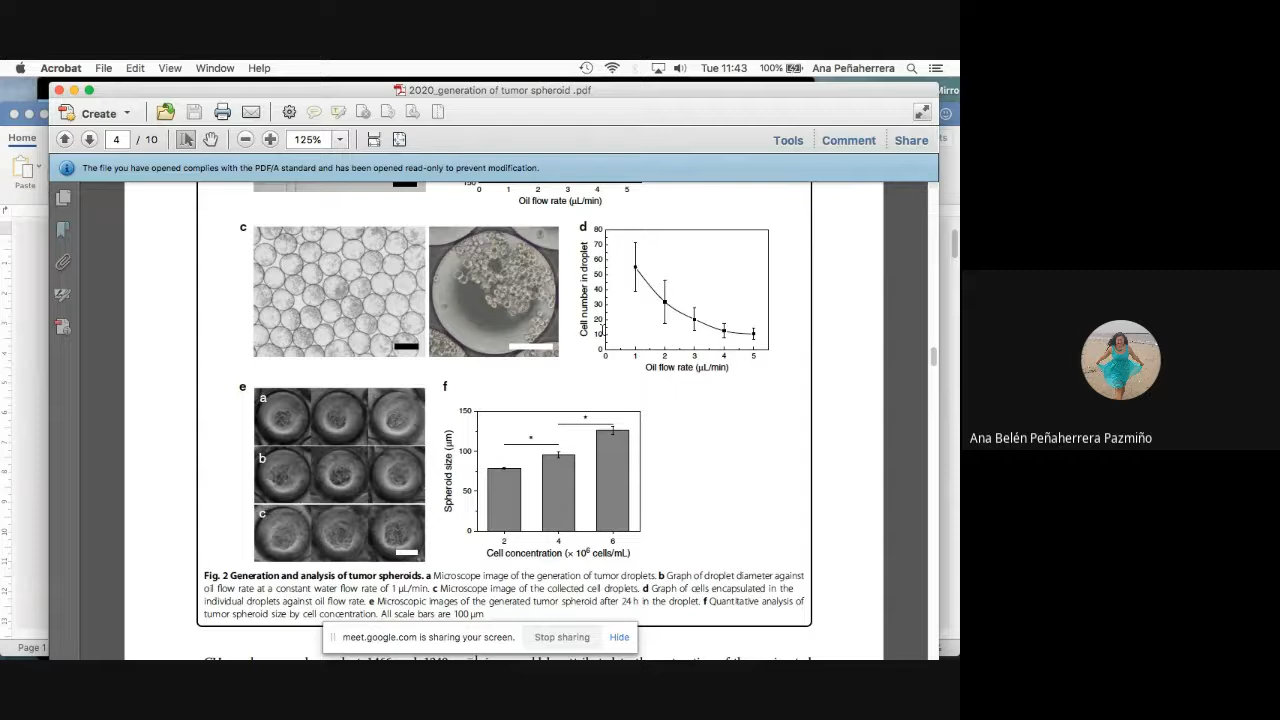 Acrobat File Edit View Window Help Tue 11:43 100% Ana Peñaherrera
2020_generation of tumor spheroid .pdf
Mirro
Create
Home
4 / 10 125% Tools Comment Share
Paste
The file you have opened complies with the PDF/A standard and has been opened read-only to prevent modification.
150
0 1 2 3 4 5
Oil flow rate (µL/min)
c
d
80
70
60
50
40
30
20
10
0
Cell number in droplet
0 1 2 3 4 5
Oil flow rate (µL/min)
e
a
b
c
f
150
100
50
0
Spheroid size (µm)
* *
2 4 6
Cell concentration (× 10⁶ cells/mL)
Fig. 2 Generation and analysis of tumor spheroids. a Microscope image of the generation of tumor droplets. b Graph of droplet diameter against
oil flow rate at a constant water flow rate of 1 µL/min. c Microscope image of the collected cell droplets. d Graph of cells encapsulated in the
individual droplets against oil flow rate. e Microscopic images of the generated tumor spheroid after 24 h in the droplet. f Quantitative analysis of
tumor spheroid size by cell concentration. All scale bars are 100 µm
meet.google.com is sharing your screen. Stop sharing Hide
Page 1
Ana Belén Peñaherrera Pazmiño